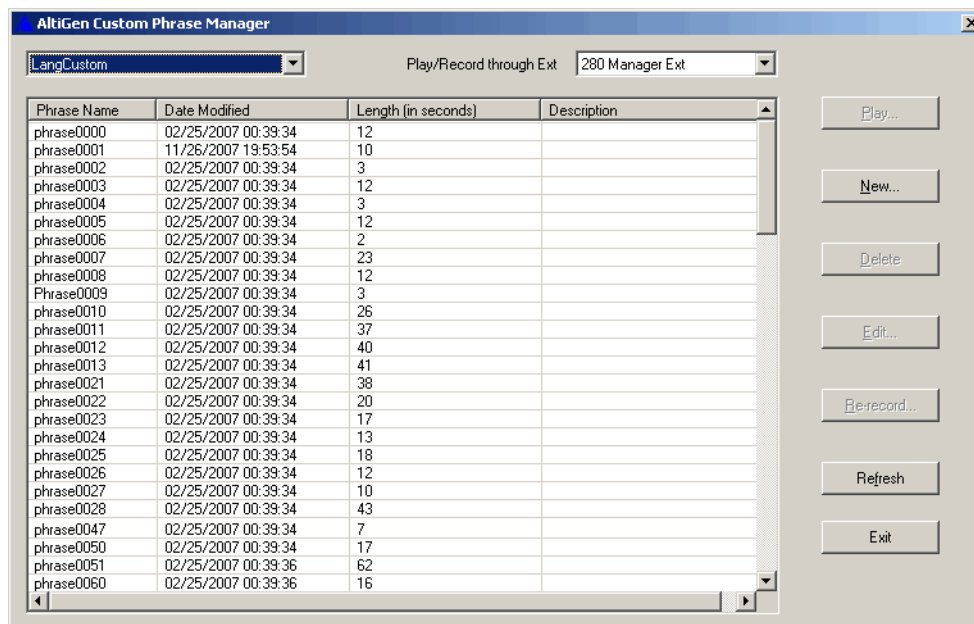 AltiGen Custom Phrase Manager
LangCustom Play/Record through Ext 280 Manager Ext
Phrase Name Date Modified Length (in seconds) Description
phrase0000 02/25/2007 00:39:34 12
phrase0001 11/26/2007 19:53:54 10
phrase0002 02/25/2007 00:39:34 3
phrase0003 02/25/2007 00:39:34 12
phrase0004 02/25/2007 00:39:34 3
phrase0005 02/25/2007 00:39:34 12
phrase0006 02/25/2007 00:39:34 2
phrase0007 02/25/2007 00:39:34 23
phrase0008 02/25/2007 00:39:34 12
Phrase0009 02/25/2007 00:39:34 3
phrase0010 02/25/2007 00:39:34 26
phrase0011 02/25/2007 00:39:34 37
phrase0012 02/25/2007 00:39:34 40
phrase0013 02/25/2007 00:39:34 41
phrase0021 02/25/2007 00:39:34 38
phrase0022 02/25/2007 00:39:34 20
phrase0023 02/25/2007 00:39:34 17
phrase0024 02/25/2007 00:39:34 13
phrase0025 02/25/2007 00:39:34 18
phrase0026 02/25/2007 00:39:34 12
phrase0027 02/25/2007 00:39:34 10
phrase0028 02/25/2007 00:39:34 43
phrase0047 02/25/2007 00:39:34 7
phrase0050 02/25/2007 00:39:34 17
phrase0051 02/25/2007 00:39:36 62
phrase0060 02/25/2007 00:39:36 16
Play...
New...
Delete
Edit...
Re-record...
Refresh
Exit